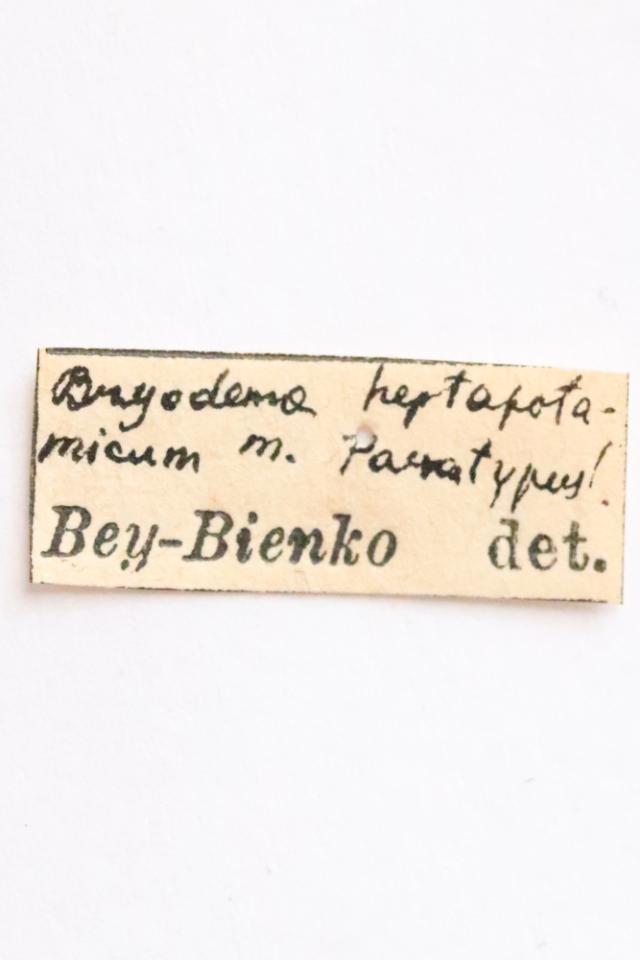 Bryodema heptapota-
micum m. Paratypus!
Bey-Bienko det.